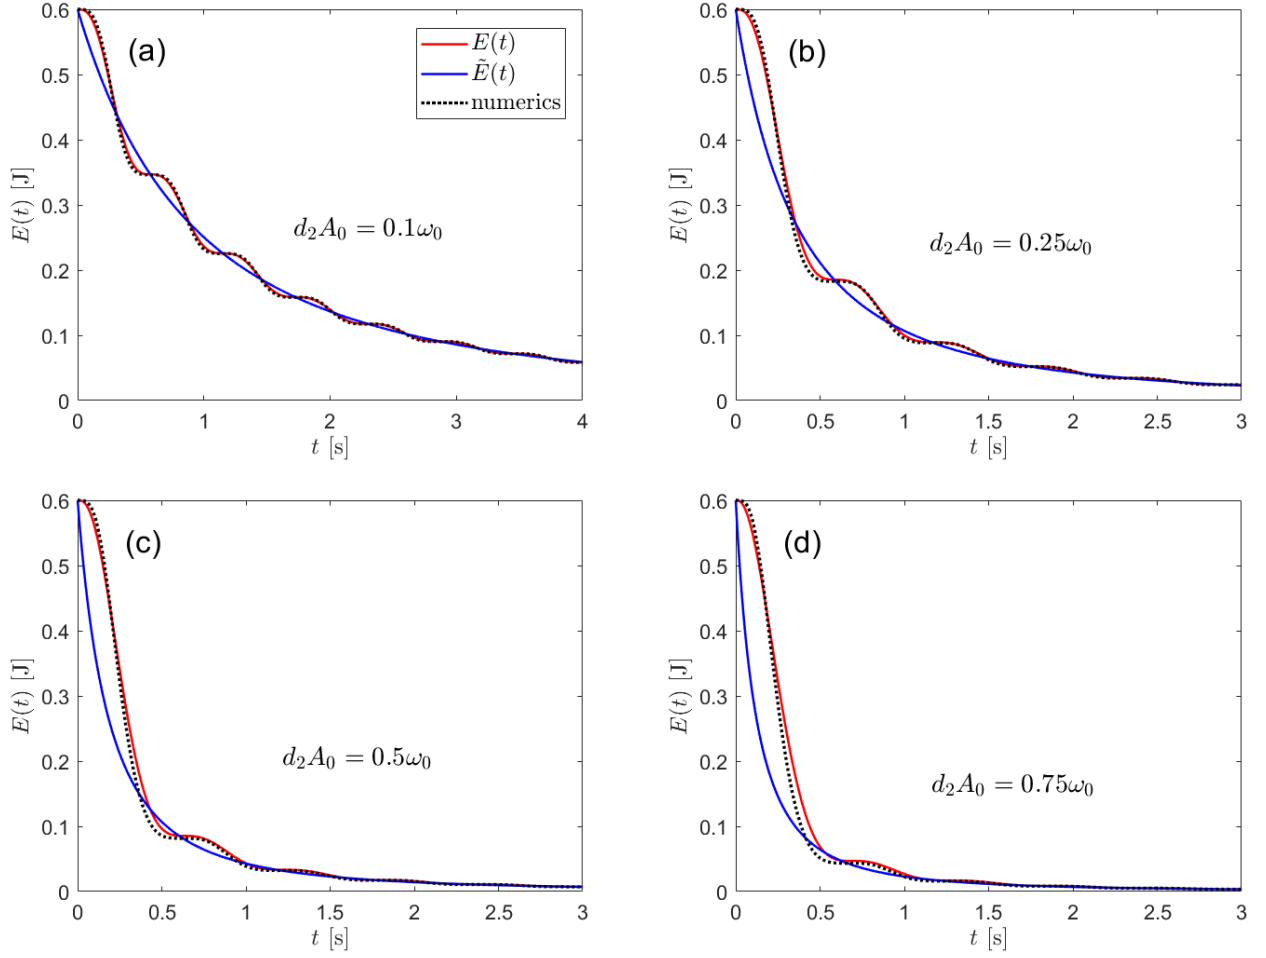 (a)
E(t)
Ẽ(t)
numerics
d₂A₀ = 0.1ω₀
0.6
0.5
0.4
0.3
0.2
0.1
0
E(t) [J]
0 1 2 3 4
t [s]
(b)
d₂A₀ = 0.25ω₀
0.6
0.5
0.4
0.3
0.2
0.1
0
E(t) [J]
0 0.5 1 1.5 2 2.5 3
t [s]
(c)
d₂A₀ = 0.5ω₀
0.6
0.5
0.4
0.3
0.2
0.1
0
E(t) [J]
0 0.5 1 1.5 2 2.5 3
t [s]
(d)
d₂A₀ = 0.75ω₀
0.6
0.5
0.4
0.3
0.2
0.1
0
E(t) [J]
0 0.5 1 1.5 2 2.5 3
t [s]